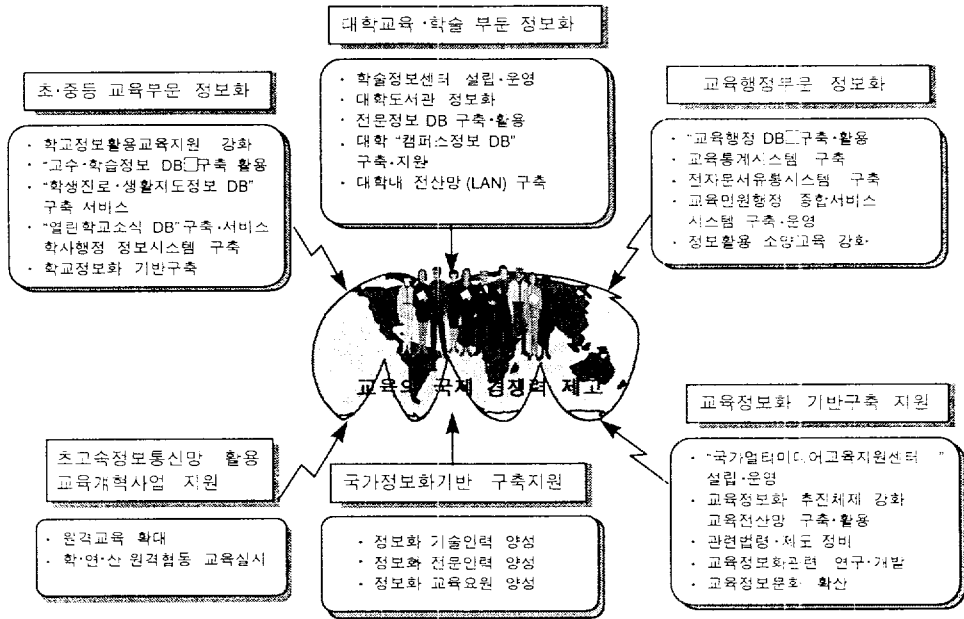 대학교육·학술 부문 정보화
· 학술정보센터 설립·운영
· 대학도서관 정보화
· 전문정보 DB 구축·활용
· 대학 "캠퍼스정보 DB"
구축·지원
· 대학내 전산망 (LAN) 구축
초·중등 교육부문 정보화
· 학교정보활용교육지원 강화
· "교수·학습정보 DB□구축 활용
· "학생진로·생활지도정보 DB"
구축 서비스
· "열린학교소식 DB" 구축·서비스
학사행정 정보시스템 구축
· 학교정보화 기반구축
교육행정부문 정보화
· "교육행정 DB□구축·활용
· 교육통계시스템 구축
· 전자문서유통시스템 구축
· 교육민원행정 종합서비스
시스템 구축·운영
· 정보활용 소양교육 강화
교육의 국제 경쟁력 제고
초고속정보통신망 활용
교육개혁사업 지원
· 원격교육 확대
· 학·연·산 원격협동 교육실시
국가정보화기반 구축지원
· 정보화 기술인력 양성
· 정보화 전문인력 양성
· 정보화 교육요원 양성
교육정보화 기반구축 지원
· "국가멀티미디어교육지원센터 "
설립·운영
· 교육정보화 추진체제 강화
교육전산망 구축·활용
· 관련법령·제도 정비
· 교육정보화관련 연구·개발
· 교육정보문화 확산